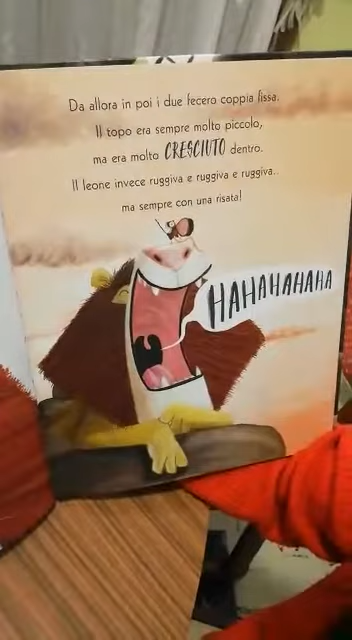 Da allora in poi i due fecero coppia fissa.
Il topo era sempre molto piccolo,
ma era molto CRESCIUTO dentro.
Il leone invece ruggiva e ruggiva e ruggiva..
ma sempre con una risata!
HAHAHAHAHA